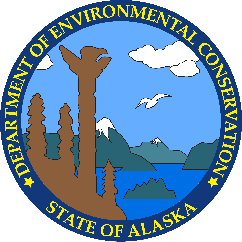 DEPARTMENT OF ENVIRONMENTAL CONSERVATION
STATE OF ALASKA